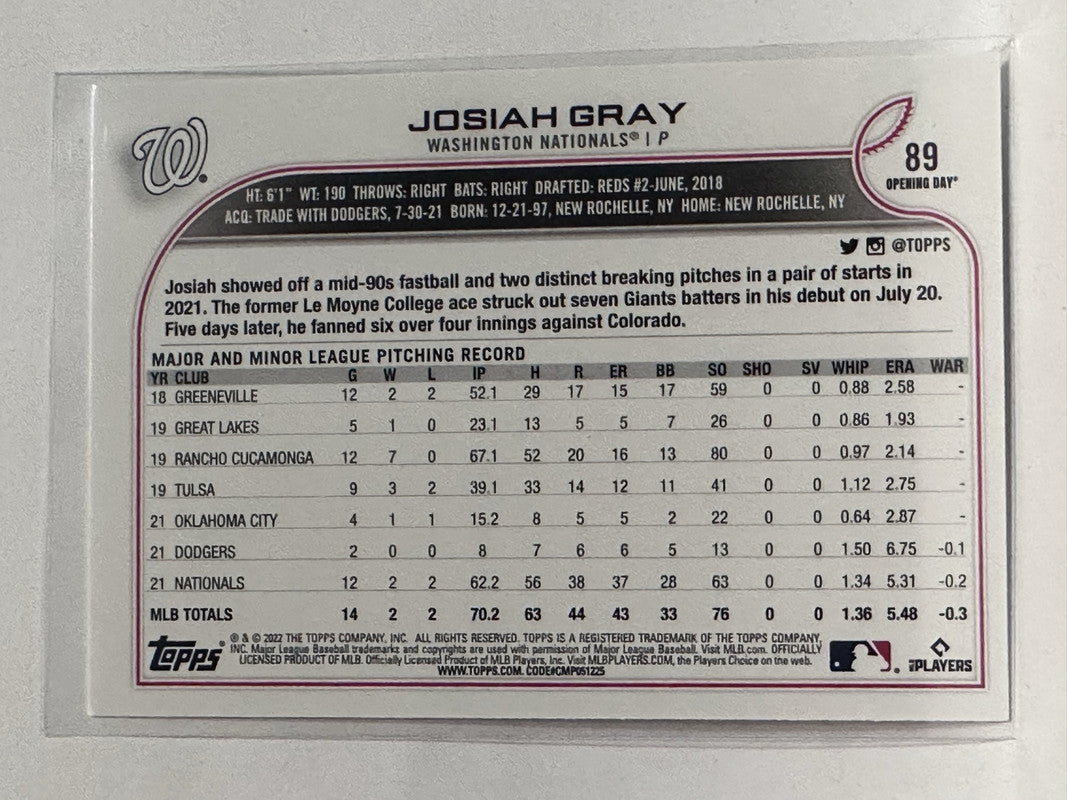 JOSIAH GRAY
WASHINGTON NATIONALS® | P
W.
89
OPENING DAY®
HT: 6'1" WT: 190 THROWS: RIGHT BATS: RIGHT DRAFTED: REDS #2-JUNE, 2018
ACQ: TRADE WITH DODGERS, 7-30-21 BORN: 12-21-97, NEW ROCHELLE, NY HOME: NEW ROCHELLE, NY
@TOPPS
Josiah showed off a mid-90s fastball and two distinct breaking pitches in a pair of starts in
2021. The former Le Moyne College ace struck out seven Giants batters in his debut on July 20.
Five days later, he fanned six over four innings against Colorado.
MAJOR AND MINOR LEAGUE PITCHING RECORD
YR CLUB G W L IP H R ER BB SO SHO SV WHIP ERA WAR
18 GREENEVILLE 12 2 2 52.1 29 17 15 17 59 0 0 0.88 2.58 -
19 GREAT LAKES 5 1 0 23.1 13 5 5 7 26 0 0 0.86 1.93 -
19 RANCHO CUCAMONGA 12 7 0 67.1 52 20 16 13 80 0 0 0.97 2.14 -
19 TULSA 9 3 2 39.1 33 14 12 11 41 0 0 1.12 2.75 -
21 OKLAHOMA CITY 4 1 1 15.2 8 5 5 2 22 0 0 0.64 2.87 -
21 DODGERS 2 0 0 8 7 6 6 5 13 0 0 1.50 6.75 -0.1
21 NATIONALS 12 2 2 62.2 56 38 37 28 63 0 0 1.34 5.31 -0.2
MLB TOTALS 14 2 2 70.2 63 44 43 33 76 0 0 1.36 5.48 -0.3
Topps®
® & © 2022 THE TOPPS COMPANY, INC. ALL RIGHTS RESERVED. TOPPS IS A REGISTERED TRADEMARK OF THE TOPPS COMPANY,
INC. Major League Baseball trademarks and copyrights are used with permission of Major League Baseball. Visit MLB.com. OFFICIALLY
LICENSED PRODUCT OF MLB. Officially Licensed Product of MLB Players, Inc. Visit MLBPLAYERS.COM, the Players Choice on the web.
WWW.TOPPS.COM. CODE#CMP051225
MLB PLAYERS